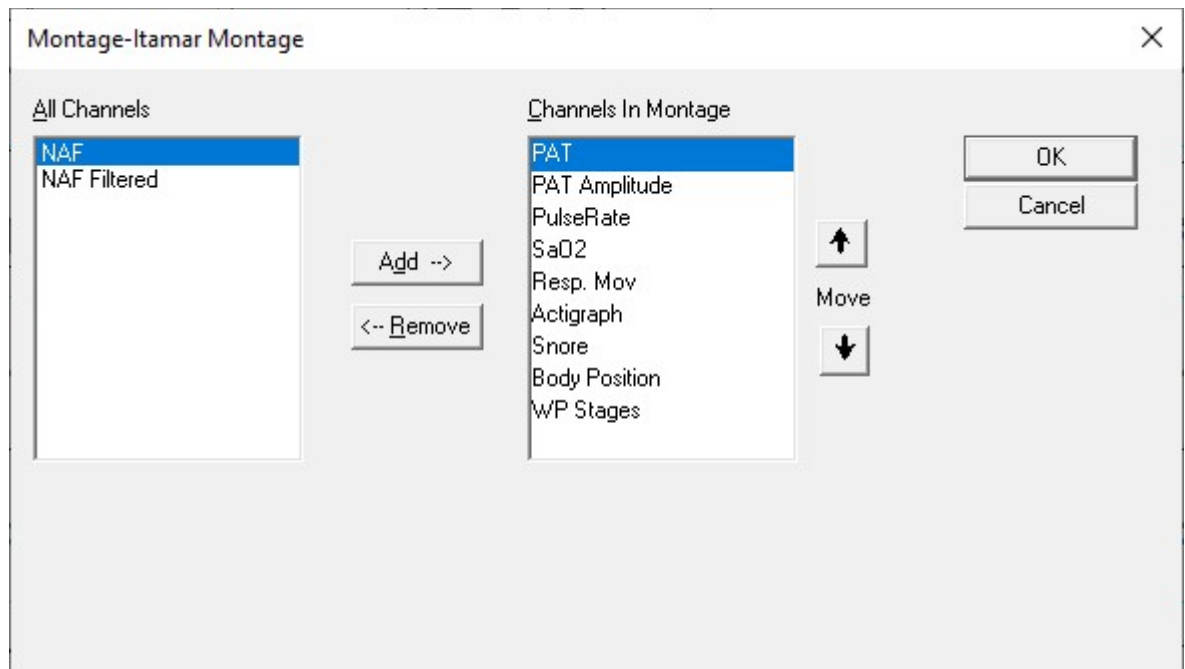 Montage-Itamar Montage
All Channels
NAF
NAF Filtered
Add -->
<-- Remove
Channels In Montage
PAT
PAT Amplitude
PulseRate
SaO2
Resp. Mov
Actigraph
Snore
Body Position
WP Stages
Move
OK
Cancel